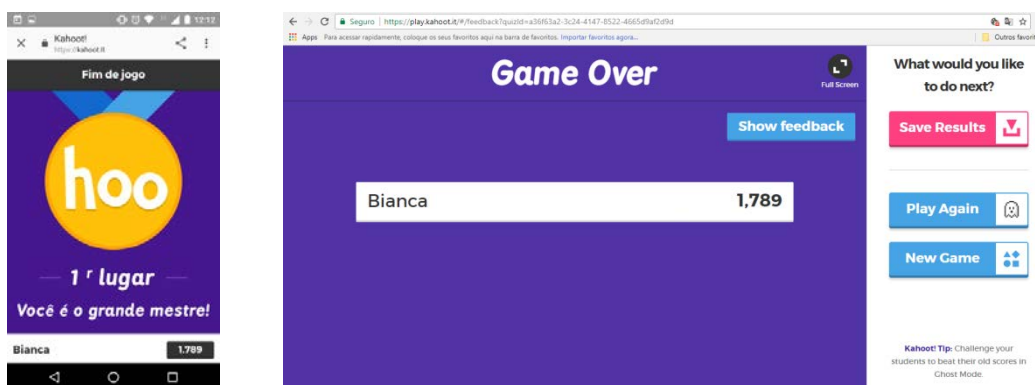 12:12
Kahoot!
https://kahoot.it
Fim de jogo
hoo
1 r lugar
Você é o grande mestre!
Bianca
1.789
Seguro
https://play.kahoot.it/#/feedback?quizId=a36f63a2-3c24-4147-8522-4665d9af2d9d
Apps
Para acessar rapidamente, coloque os seus favoritos aqui na barra de favoritos. Importar favoritos agora...
Outros favorit
Game Over
Full Screen
Show feedback
Bianca
1,789
What would you like
to do next?
Save Results
Play Again
New Game
Kahoot! Tip: Challenge your
students to beat their old scores in
Ghost Mode